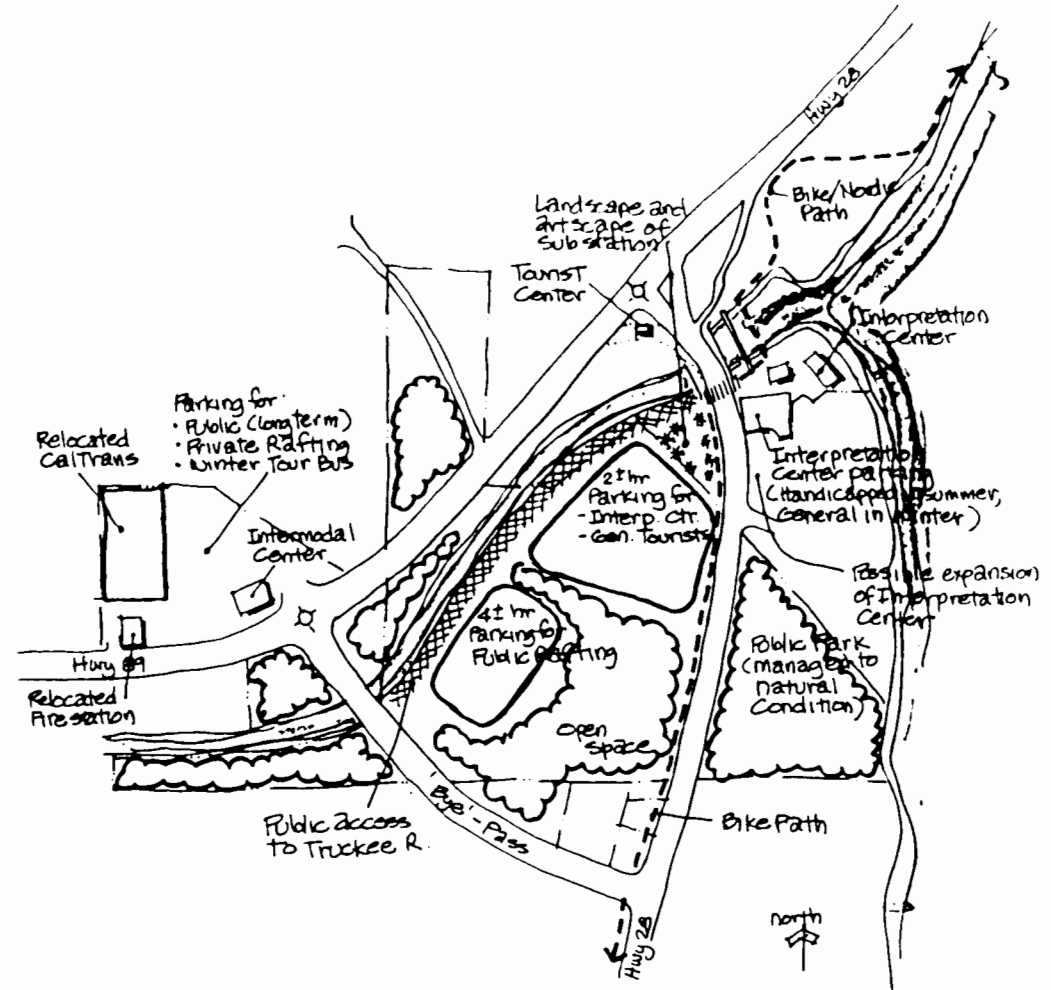 Hwy 28
Bike/Nordic
Path
Landscape and
artscape of
Substation
Tourist
Center
Interpretation
Center
Parking for:
• Public (long term)
• Private Rafting
• Winter Tour Bus
Relocated
CalTrans
Intermodal
Center
2± hr
Parking for
- Interp. Ctr.
- Gen. Tourists
Interpretation
Center parking
(Handicapped in summer,
General in winter)
Possible expansion
of Interpretation
Center
4± hr
Parking for
Public Rafting
Public Park
(managed to
natural
Condition)
Hwy 89
Relocated
Fire station
Open
Space
Public access
to Truckee R.
Bye'-Pass
Bike Path
north
Hwy 28